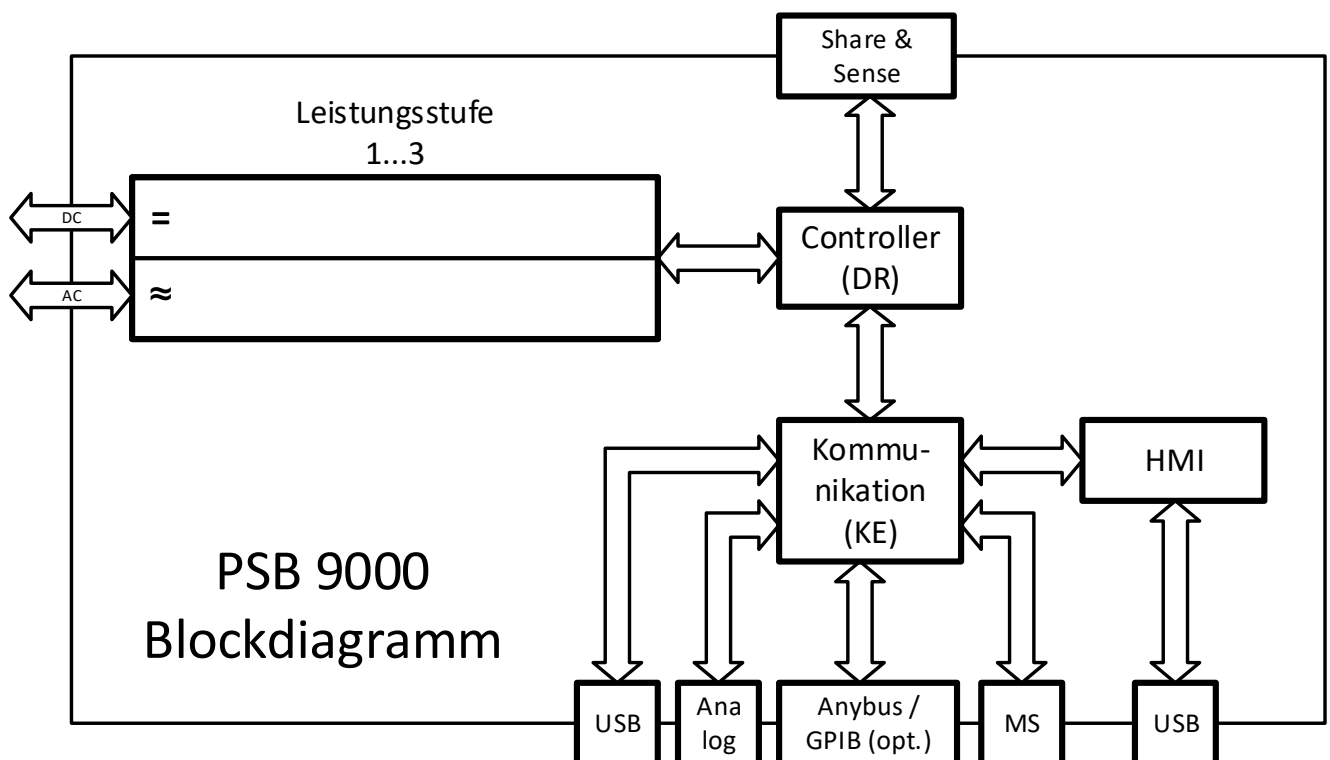 Share &
Sense
Leistungsstufe
1...3
DC
=
AC
≈
Controller
(DR)
Kommu-
nikation
(KE)
HMI
PSB 9000
Blockdiagramm
USB
Ana
log
Anybus /
GPIB (opt.)
MS
USB